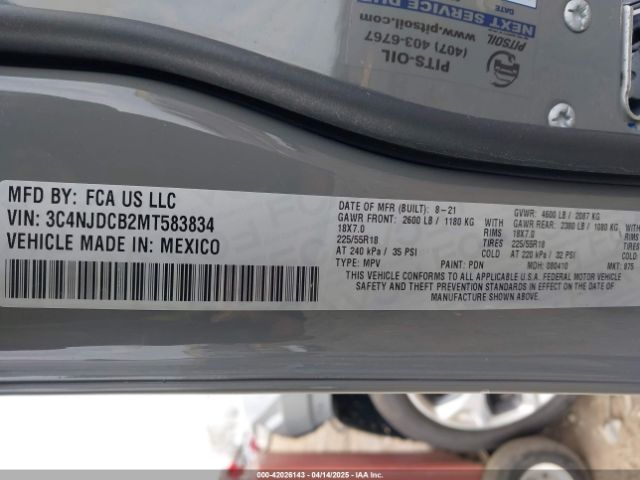 DATE
NEXT SERVICE DUE
PITSOIL
www.pitsoil.com
(407) 403-6767
PITS-OIL
MFD BY: FCA US LLC
VIN: 3C4NJDCB2MT583834
VEHICLE MADE IN: MEXICO
DATE OF MFR (BUILT): 8-21 GVWR: 4600 LB / 2087 KG
GAWR FRONT: 2600 LB / 1180 KG WITH GAWR REAR: 2380 LB / 1080 KG WITH
18X7.0 RIMS 18X7.0 RIMS
225/55R18 TIRES 225/55R18 TIRES
AT 240 kPa / 35 PSI COLD AT 220 kPa / 32 PSI COLD
TYPE: MPV PAINT: PDN MDH: 080410 MKT: 875
THIS VEHICLE CONFORMS TO ALL APPLICABLE U.S.A. FEDERAL MOTOR VEHICLE
SAFETY AND THEFT PREVENTION STANDARDS IN EFFECT ON THE DATE OF
MANUFACTURE SHOWN ABOVE.
000-42026143 - 04/14/2025 - IAA Inc.